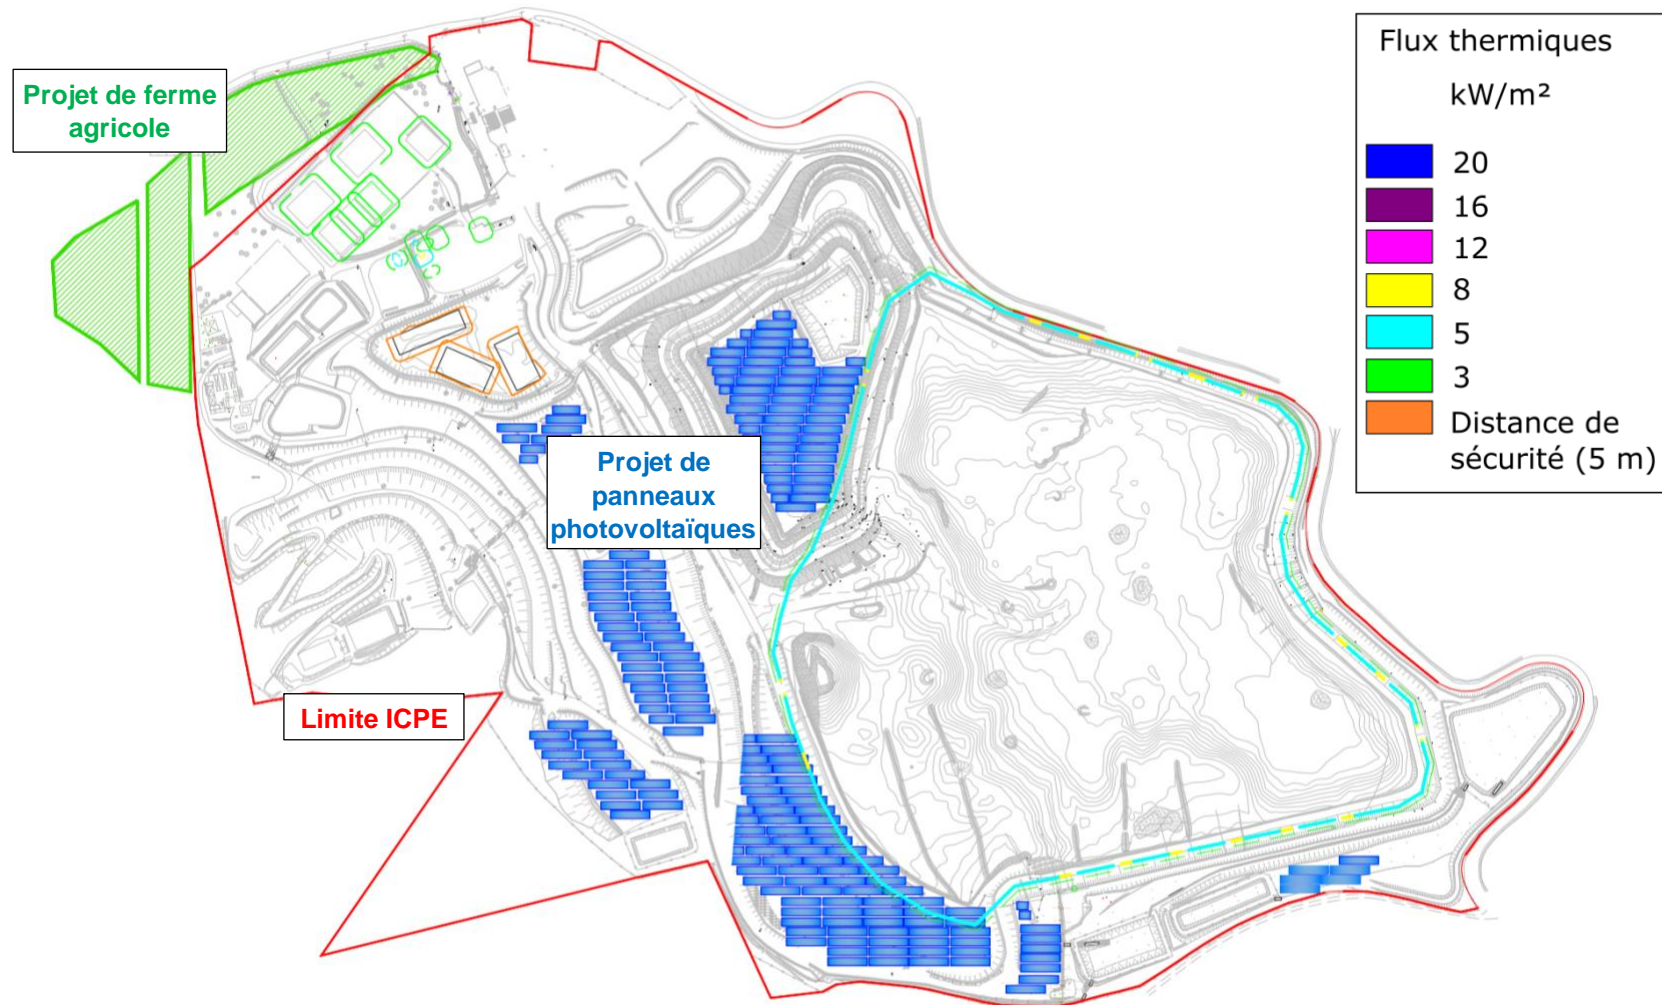 Projet de ferme
agricole
Projet de
panneaux
photovoltaïques
Limite ICPE
Flux thermiques
kW/m²
20
16
12
8
5
3
Distance de
sécurité (5 m)